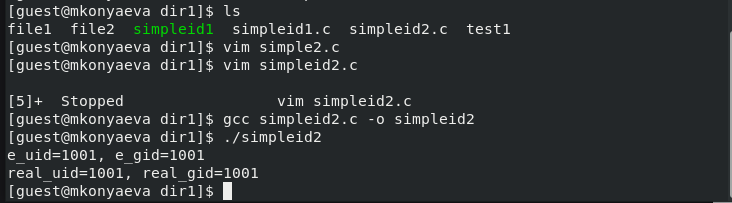 [guest@mkonyaeva dir1]$ ls
file1  file2  simpleid1  simpleid1.c  simpleid2.c  test1
[guest@mkonyaeva dir1]$ vim simple2.c
[guest@mkonyaeva dir1]$ vim simpleid2.c

[5]+  Stopped                 vim simpleid2.c
[guest@mkonyaeva dir1]$ gcc simpleid2.c -o simpleid2
[guest@mkonyaeva dir1]$ ./simpleid2
e_uid=1001, e_gid=1001
real_uid=1001, real_gid=1001
[guest@mkonyaeva dir1]$